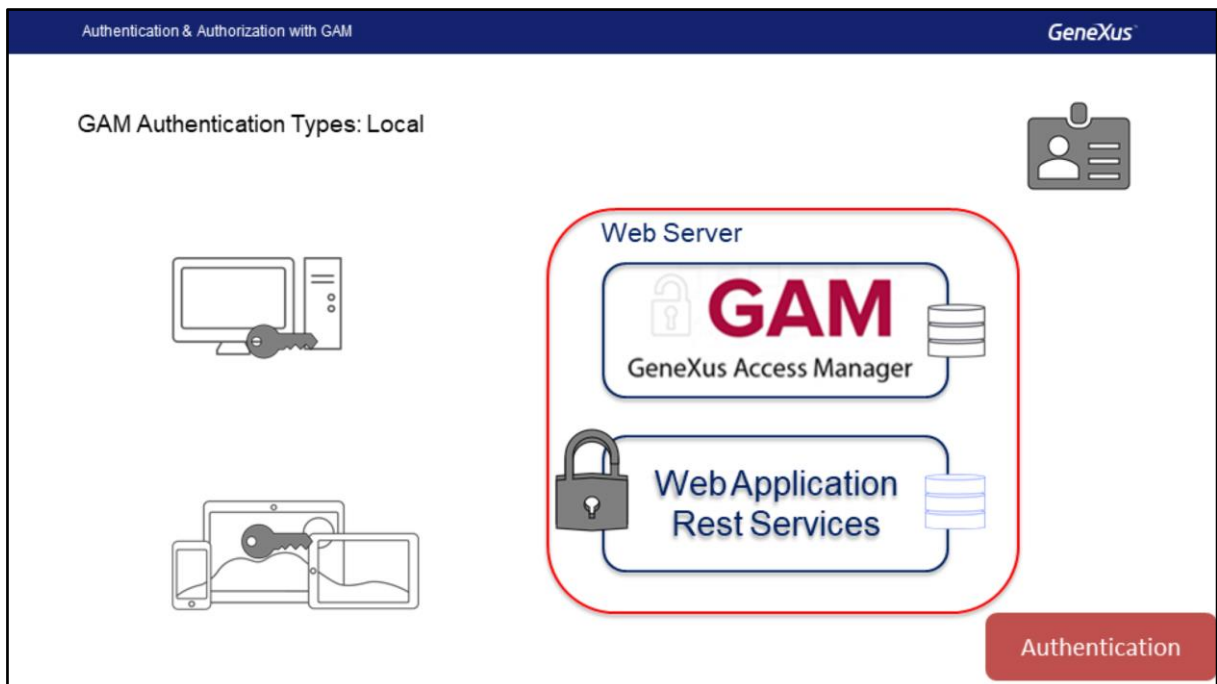 Authentication & Authorization with GAM
GeneXus™
GAM Authentication Types: Local
Web Server
GAM
GeneXus Access Manager
Web Application
Rest Services
Authentication